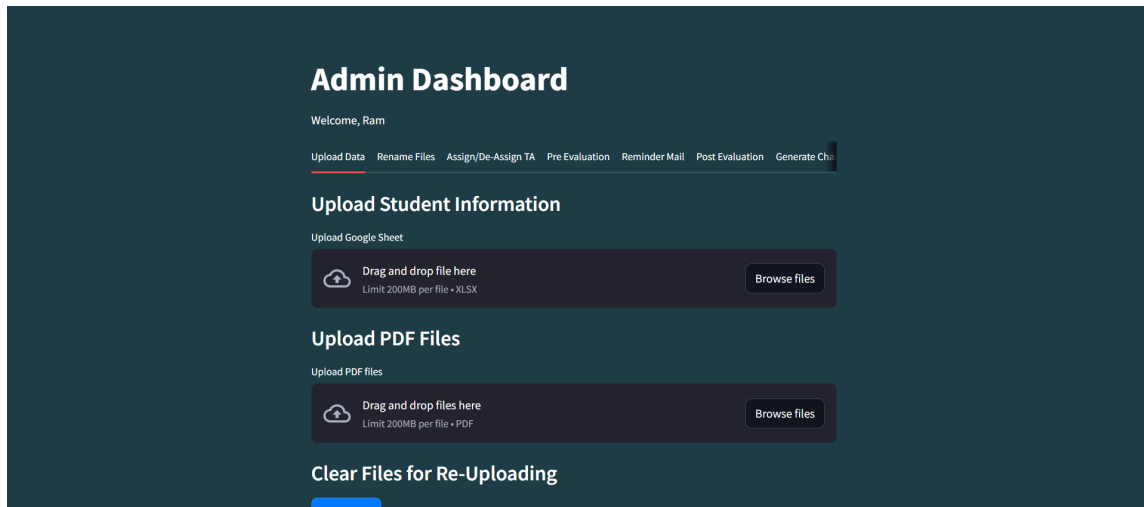 Admin Dashboard
Welcome, Ram
Upload Data Rename Files Assign/De-Assign TA Pre Evaluation Reminder Mail Post Evaluation Generate
Upload Student Information
Upload Google Sheet
Drag and drop file here
Limit 200MB per file • XLSX
Browse files
Upload PDF Files
Upload PDF files
Drag and drop files here
Limit 200MB per file • PDF
Browse files
Clear Files for Re-Uploading